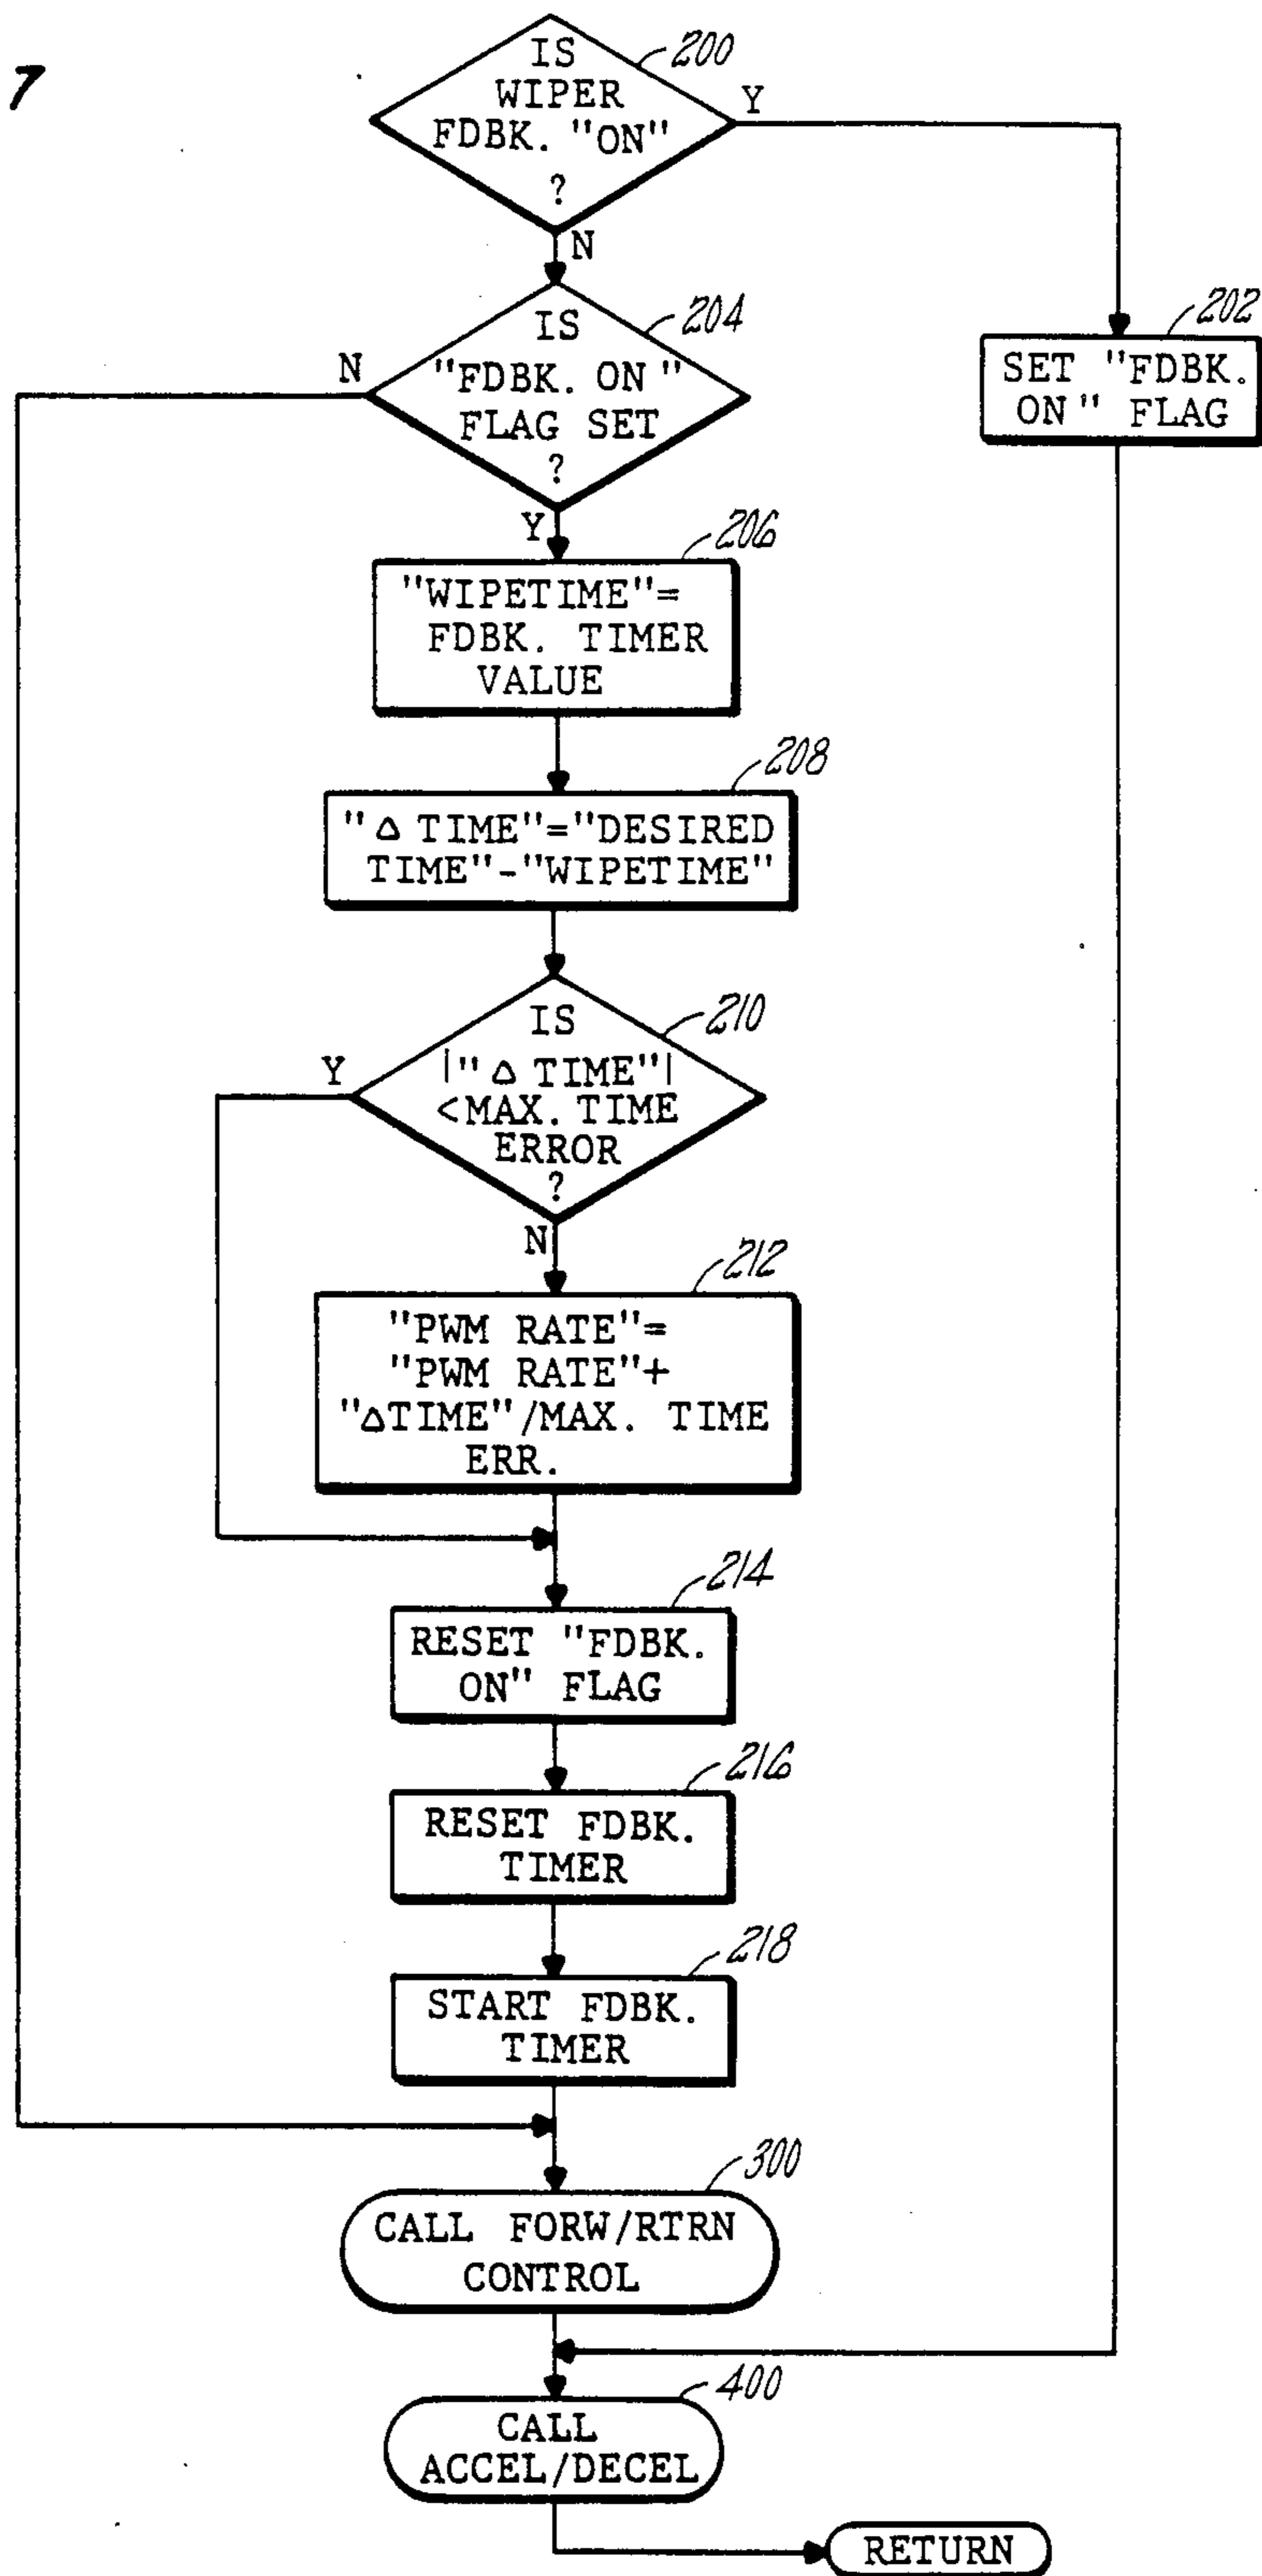 7
200
IS
WIPER
FDBK. "ON"
?
Y
N
204
IS
"FDBK. ON"
FLAG SET
?
N
Y
202
SET "FDBK.
ON" FLAG
206
"WIPETIME"=
FDBK. TIMER
VALUE
208
"Δ TIME"="DESIRED
TIME"-"WIPETIME"
210
IS
|"Δ TIME"|
<MAX. TIME
ERROR
?
Y
N
212
"PWM RATE"=
"PWM RATE"+
"ΔTIME"/MAX. TIME
ERR.
214
RESET "FDBK.
ON" FLAG
216
RESET FDBK.
TIMER
218
START FDBK.
TIMER
300
CALL FORW/RTRN
CONTROL
400
CALL
ACCEL/DECEL
RETURN